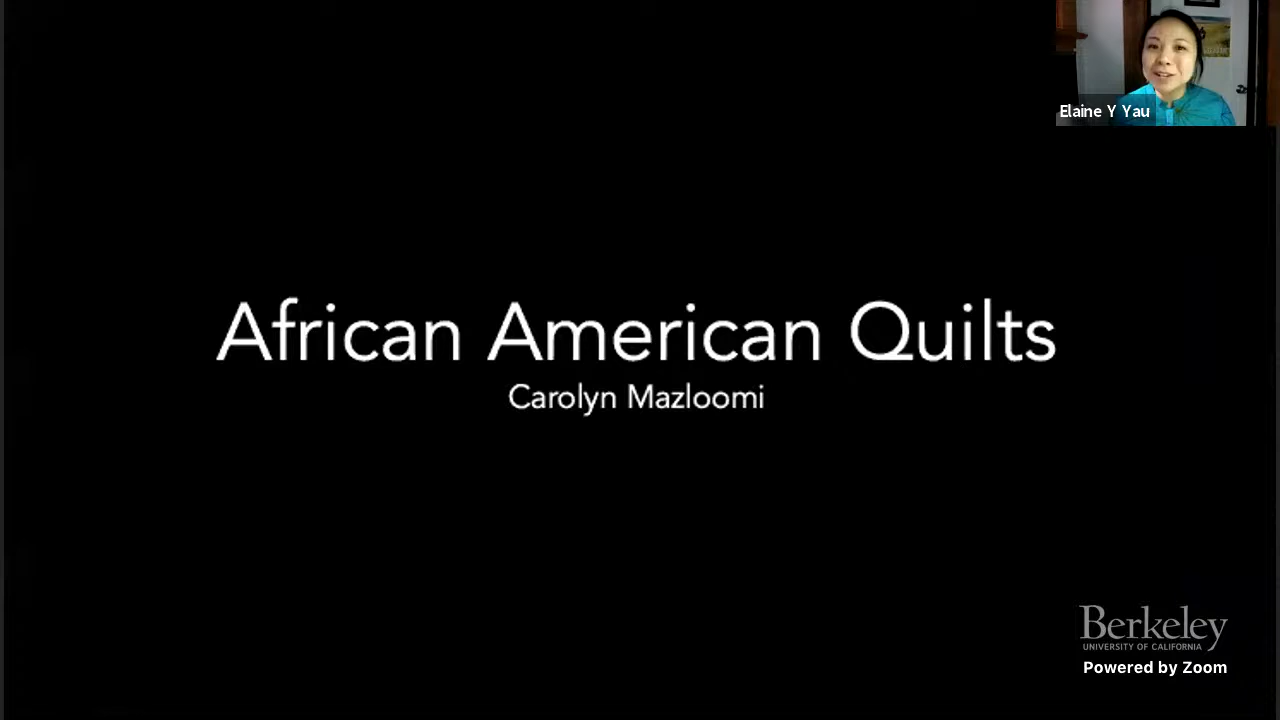 Elaine Y Yau
African American Quilts
Carolyn Mazloomi
Berkeley
UNIVERSITY OF CALIFORNIA
Powered by Zoom